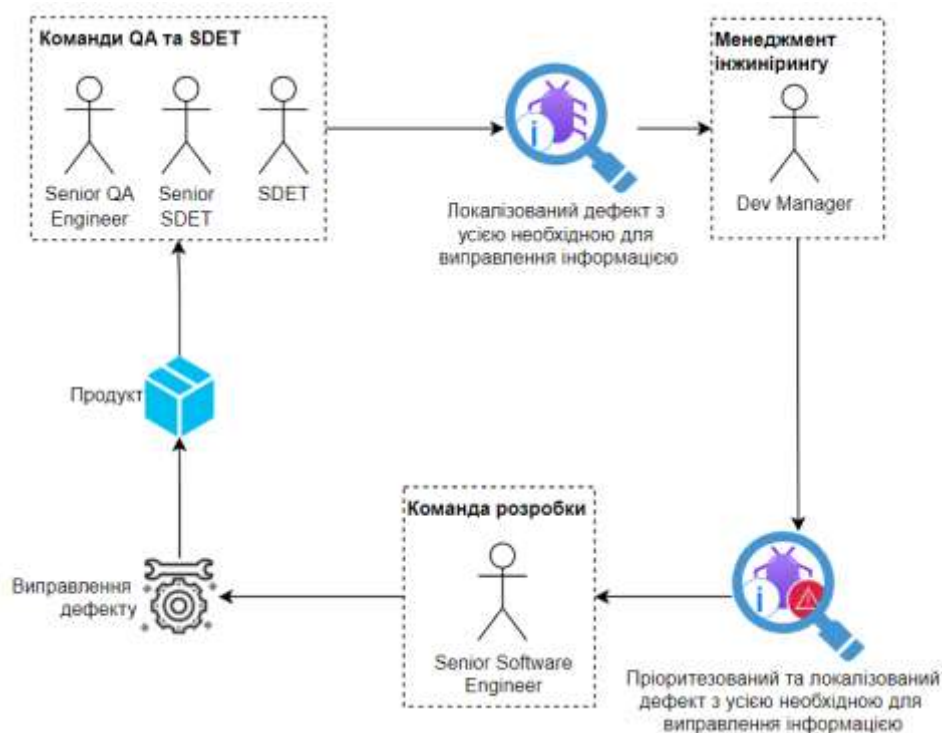 Команди QA та SDET
Senior QA
Engineer
Senior
SDET
SDET
Локалізований дефект з
усією необхідною для
виправлення інформацією
Менеджмент
інжинірингу
Dev Manager
Продукт
Виправлення
дефекту
Команда розробки
Senior Software
Engineer
Пріоритезований та локалізований
дефект з усією необхідною для
виправлення інформацією